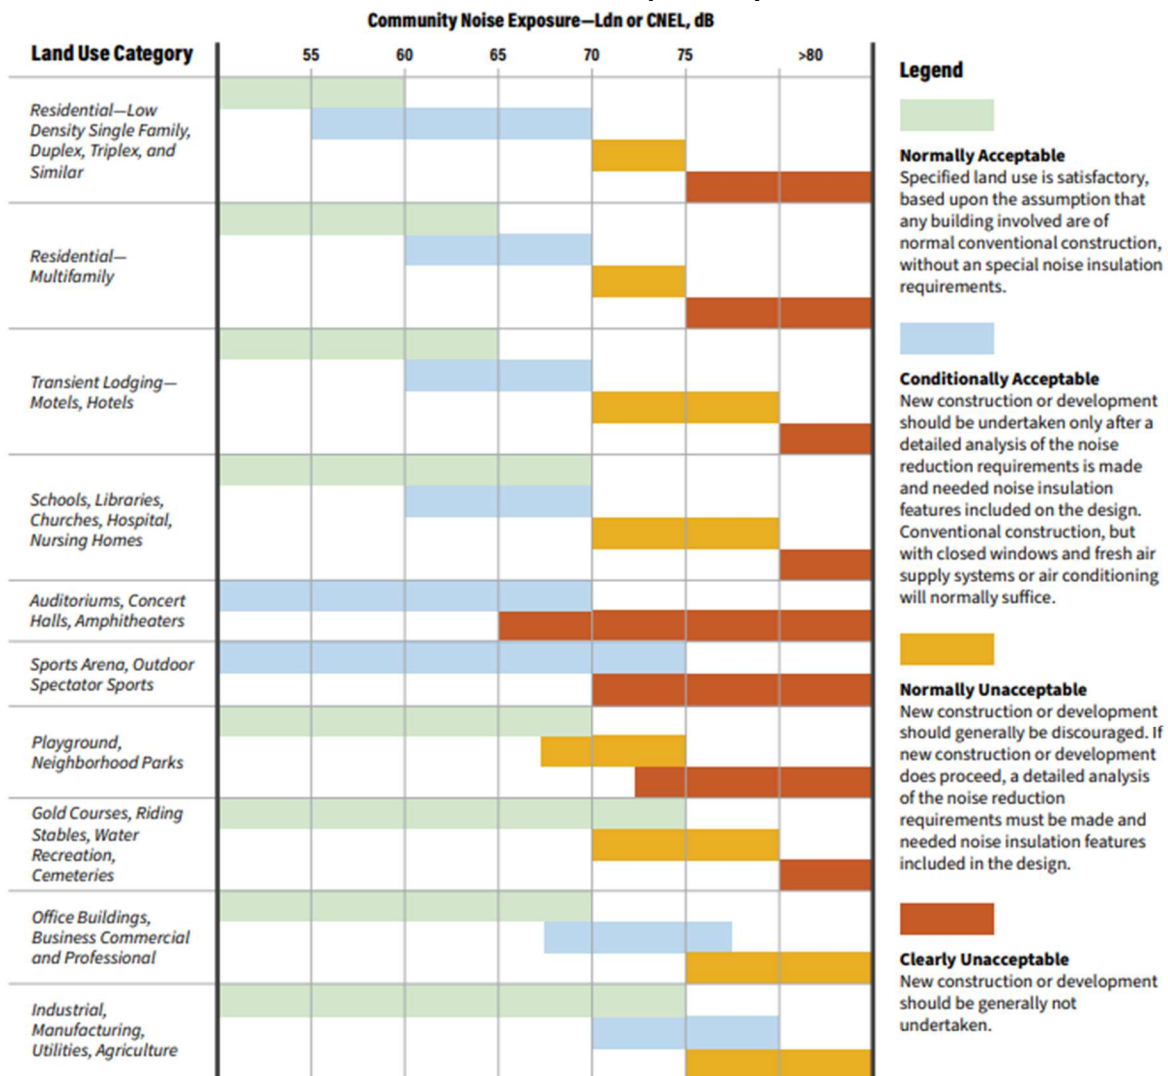 Community Noise Exposure—Ldn or CNEL, dB
Land Use Category
55 60 65 70 75 >80
Residential—Low
Density Single Family,
Duplex, Triplex, and
Similar
Residential—
Multifamily
Transient Lodging—
Motels, Hotels
Schools, Libraries,
Churches, Hospital,
Nursing Homes
Auditoriums, Concert
Halls, Amphitheaters
Sports Arena, Outdoor
Spectator Sports
Playground,
Neighborhood Parks
Gold Courses, Riding
Stables, Water
Recreation,
Cemeteries
Office Buildings,
Business Commercial
and Professional
Industrial,
Manufacturing,
Utilities, Agriculture
Legend
Normally Acceptable
Specified land use is satisfactory,
based upon the assumption that
any building involved are of
normal conventional construction,
without an special noise insulation
requirements.
Conditionally Acceptable
New construction or development
should be undertaken only after a
detailed analysis of the noise
reduction requirements is made
and needed noise insulation
features included on the design.
Conventional construction, but
with closed windows and fresh air
supply systems or air conditioning
will normally suffice.
Normally Unacceptable
New construction or development
should generally be discouraged. If
new construction or development
does proceed, a detailed analysis
of the noise reduction
requirements must be made and
needed noise insulation features
included in the design.
Clearly Unacceptable
New construction or development
should be generally not
undertaken.